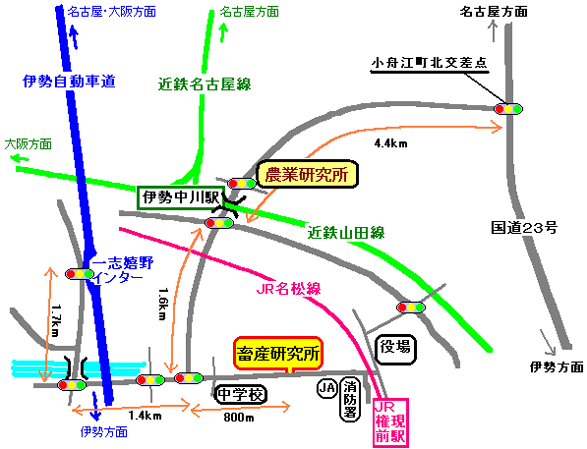 名古屋・大阪方面
名古屋方面
名古屋方面
小舟江町北交差点
伊勢自動車道
近鉄名古屋線
大阪方面
4.4km
農業研究所
伊勢中川駅
近鉄山田線
国道23号
一志嬉野
インター
JR名松線
1.6km
1.7km
役場
畜産研究所
伊勢方面
中学校
JA
消防署
1.4km
800m
JR
権現
前駅
伊勢方面